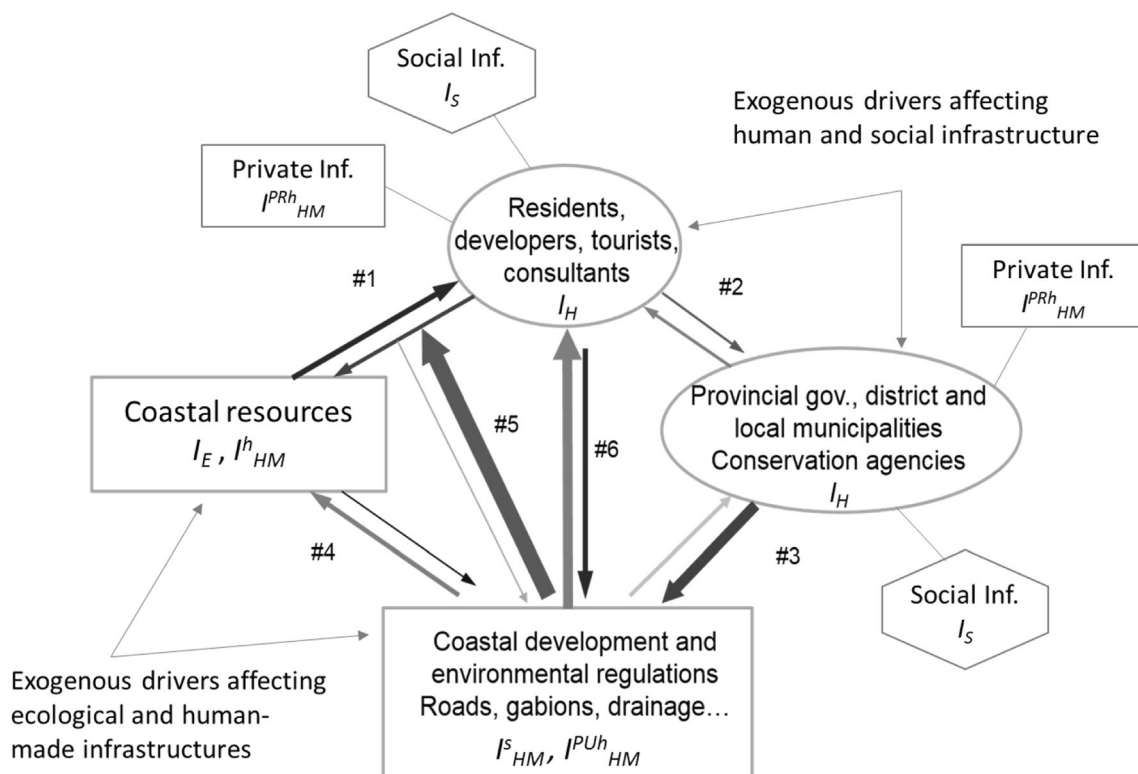 Social Inf.
I_S
Exogenous drivers affecting
human and social infrastructure
Private Inf.
I^PRh_HM
Residents,
developers, tourists,
consultants
I_H
#1
#2
Private Inf.
I^PRh_HM
Coastal resources
I_E , I^h_HM
#5
#6
Provincial gov., district and
local municipalities
Conservation agencies
I_H
#4
#3
Social Inf.
I_S
Exogenous drivers affecting
ecological and human-
made infrastructures
Coastal development and
environmental regulations
Roads, gabions, drainage…
I^s_HM, I^PUh_HM